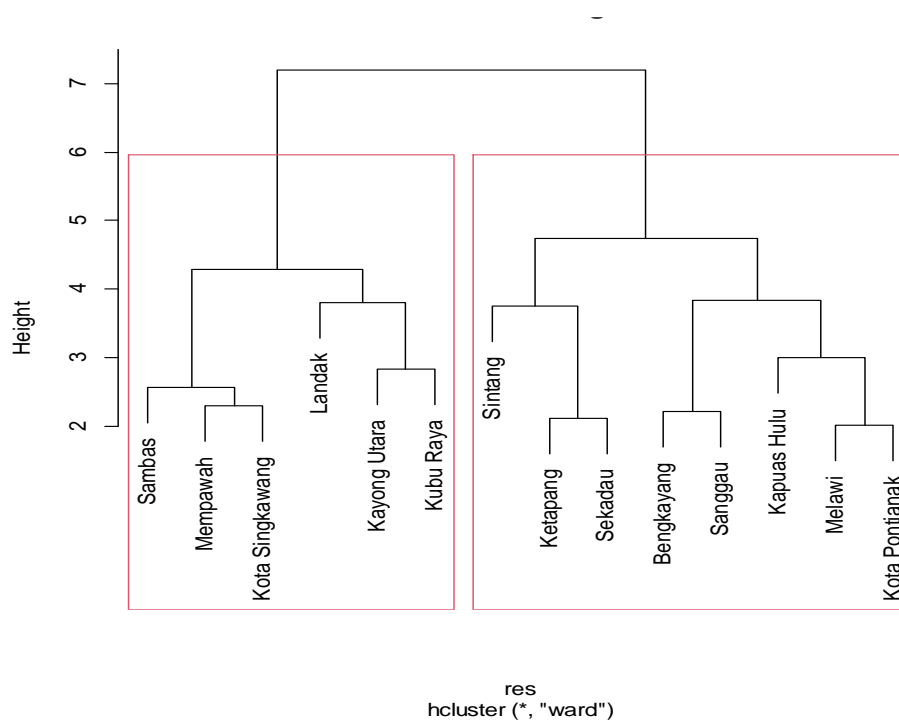 Height
7
6
5
4
3
2
Sambas
Mempawah
Kota Singkawang
Landak
Kayong Utara
Kubu Raya
Sintang
Ketapang
Sekadau
Bengkayang
Sanggau
Kapuas Hulu
Melawi
Kota Pontianak
res
hcluster (*, "ward")